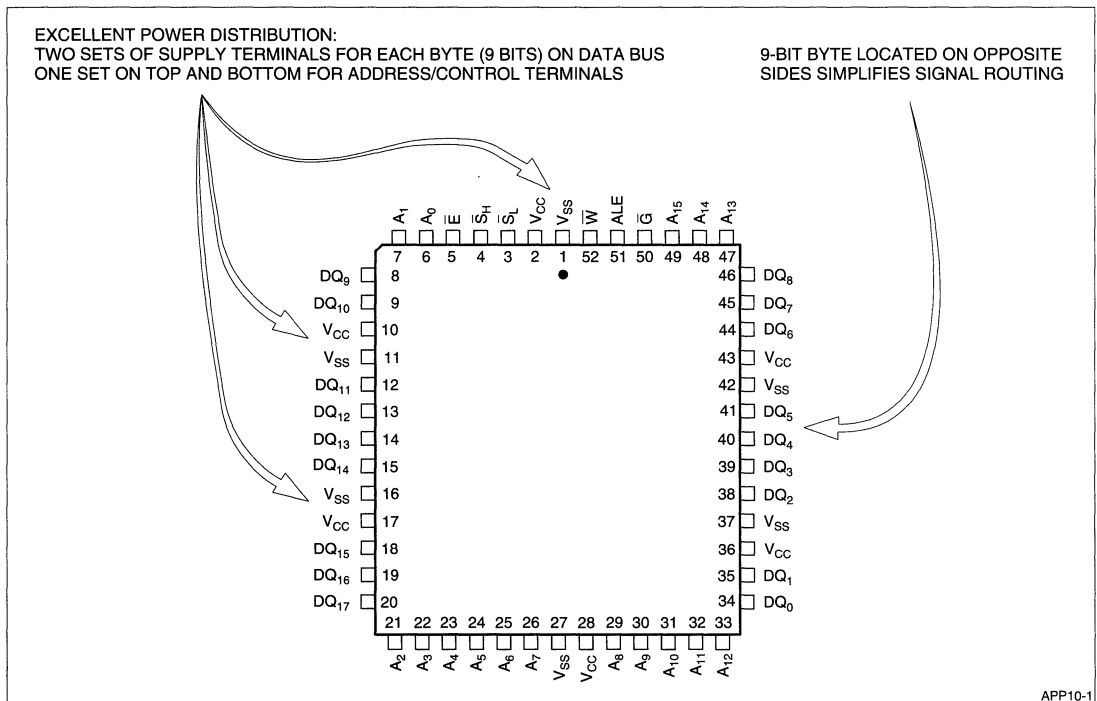 EXCELLENT POWER DISTRIBUTION:
TWO SETS OF SUPPLY TERMINALS FOR EACH BYTE (9 BITS) ON DATA BUS
ONE SET ON TOP AND BOTTOM FOR ADDRESS/CONTROL TERMINALS
9-BIT BYTE LOCATED ON OPPOSITE
SIDES SIMPLIFIES SIGNAL ROUTING
A₁ A₀ E̅ S̅H S̅L VCC VSS W̅ ALE G̅ A₁₅ A₁₄ A₁₃
7 6 5 4 3 2 1 52 51 50 49 48 47
DQ₉ 8 46 DQ₈
DQ₁₀ 9 45 DQ₇
VCC 10 44 DQ₆
VSS 11 43 VCC
DQ₁₁ 12 42 VSS
DQ₁₂ 13 41 DQ₅
DQ₁₃ 14 40 DQ₄
DQ₁₄ 15 39 DQ₃
VSS 16 38 DQ₂
VCC 17 37 VSS
DQ₁₅ 18 36 VCC
DQ₁₆ 19 35 DQ₁
DQ₁₇ 20 34 DQ₀
21 22 23 24 25 26 27 28 29 30 31 32 33
A₂ A₃ A₄ A₅ A₆ A₇ VSS VCC A₈ A₉ A₁₀ A₁₁ A₁₂
APP10-1